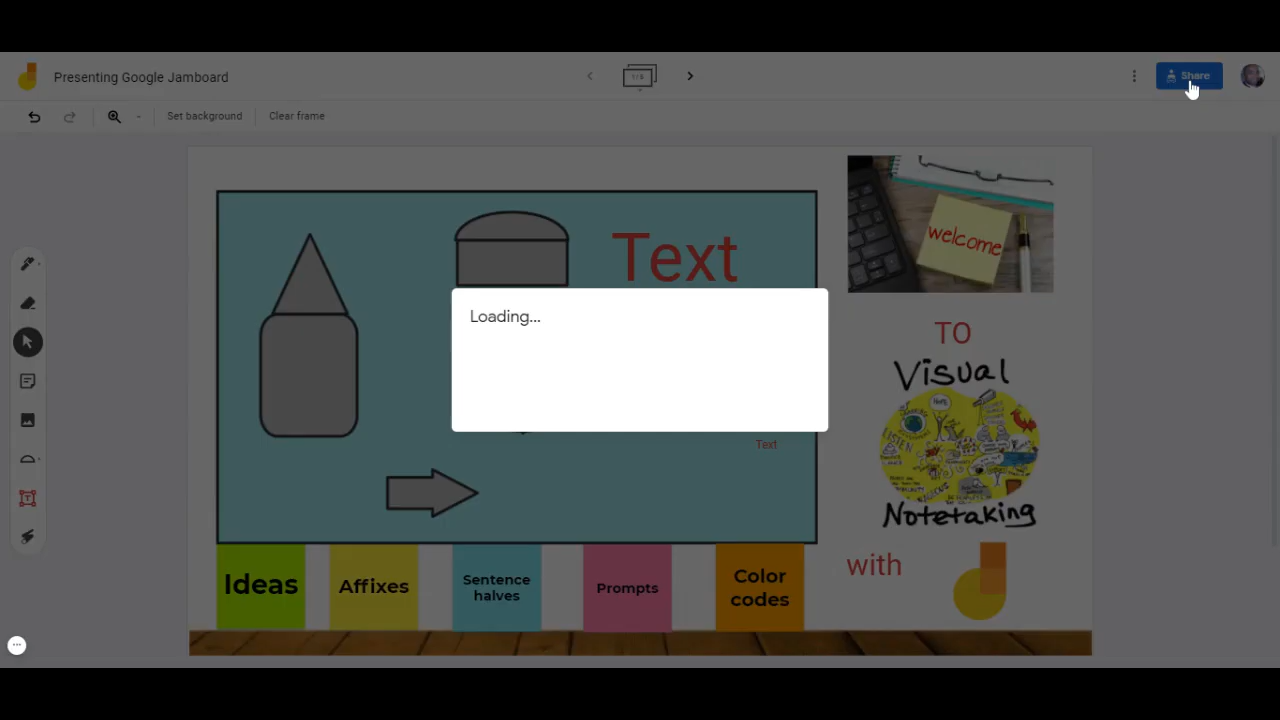 Presenting Google Jamboard
Share
Set background
Clear frame
Text
welcome
Loading...
TO
Visual
Text
Notetaking
with
Ideas
Affixes
Sentence
halves
Prompts
Color
codes